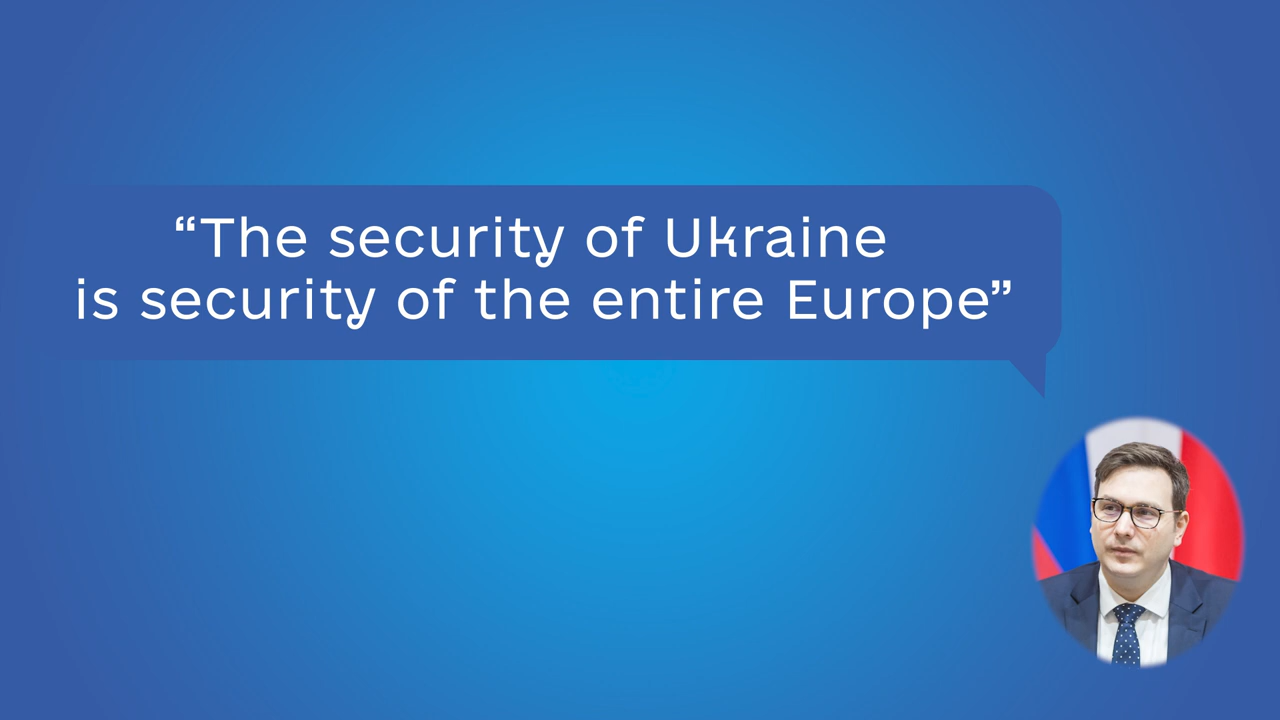 “The security of Ukraine
is security of the entire Europe”